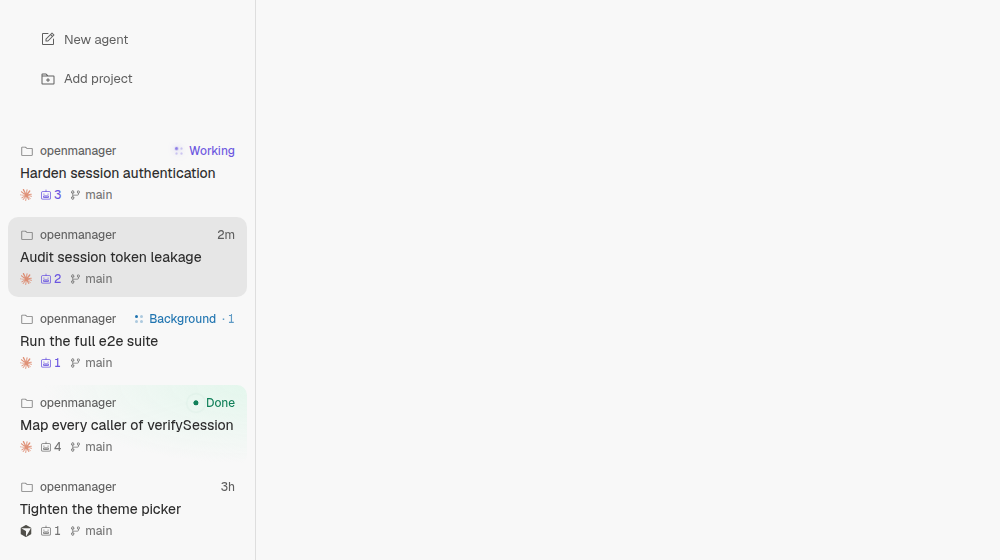 New agent
Add project
openmanager Working
Harden session authentication
3 main
openmanager 2m
Audit session token leakage
2 main
openmanager Background · 1
Run the full e2e suite
1 main
openmanager Done
Map every caller of verifySession
4 main
openmanager 3h
Tighten the theme picker
1 main